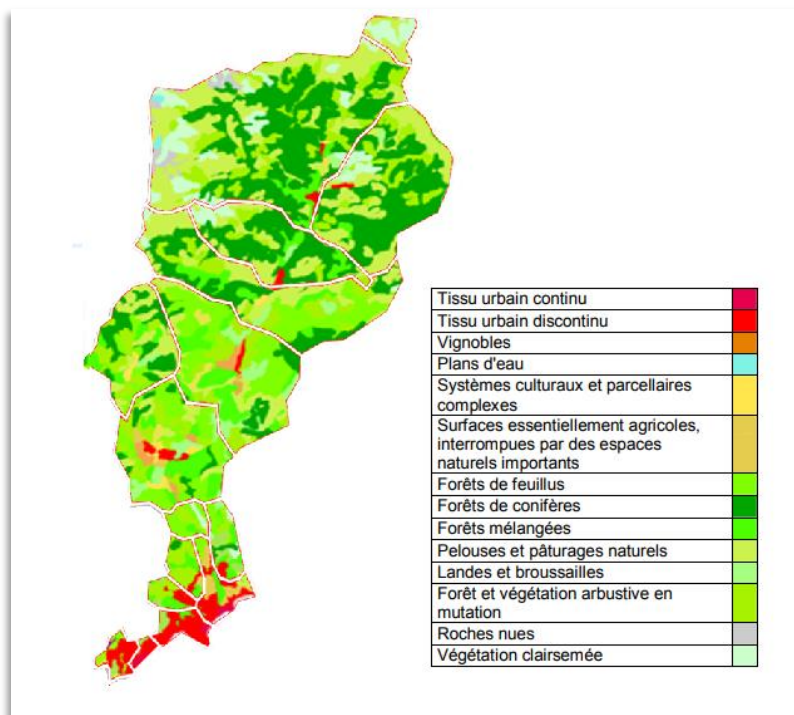 Tissu urbain continu
Tissu urbain discontinu
Vignobles
Plans d'eau
Systèmes culturaux et parcellaires
complexes
Surfaces essentiellement agricoles,
interrompues par des espaces
naturels importants
Forêts de feuillus
Forêts de conifères
Forêts mélangées
Pelouses et pâturages naturels
Landes et broussailles
Forêt et végétation arbustive en
mutation
Roches nues
Végétation clairsemée